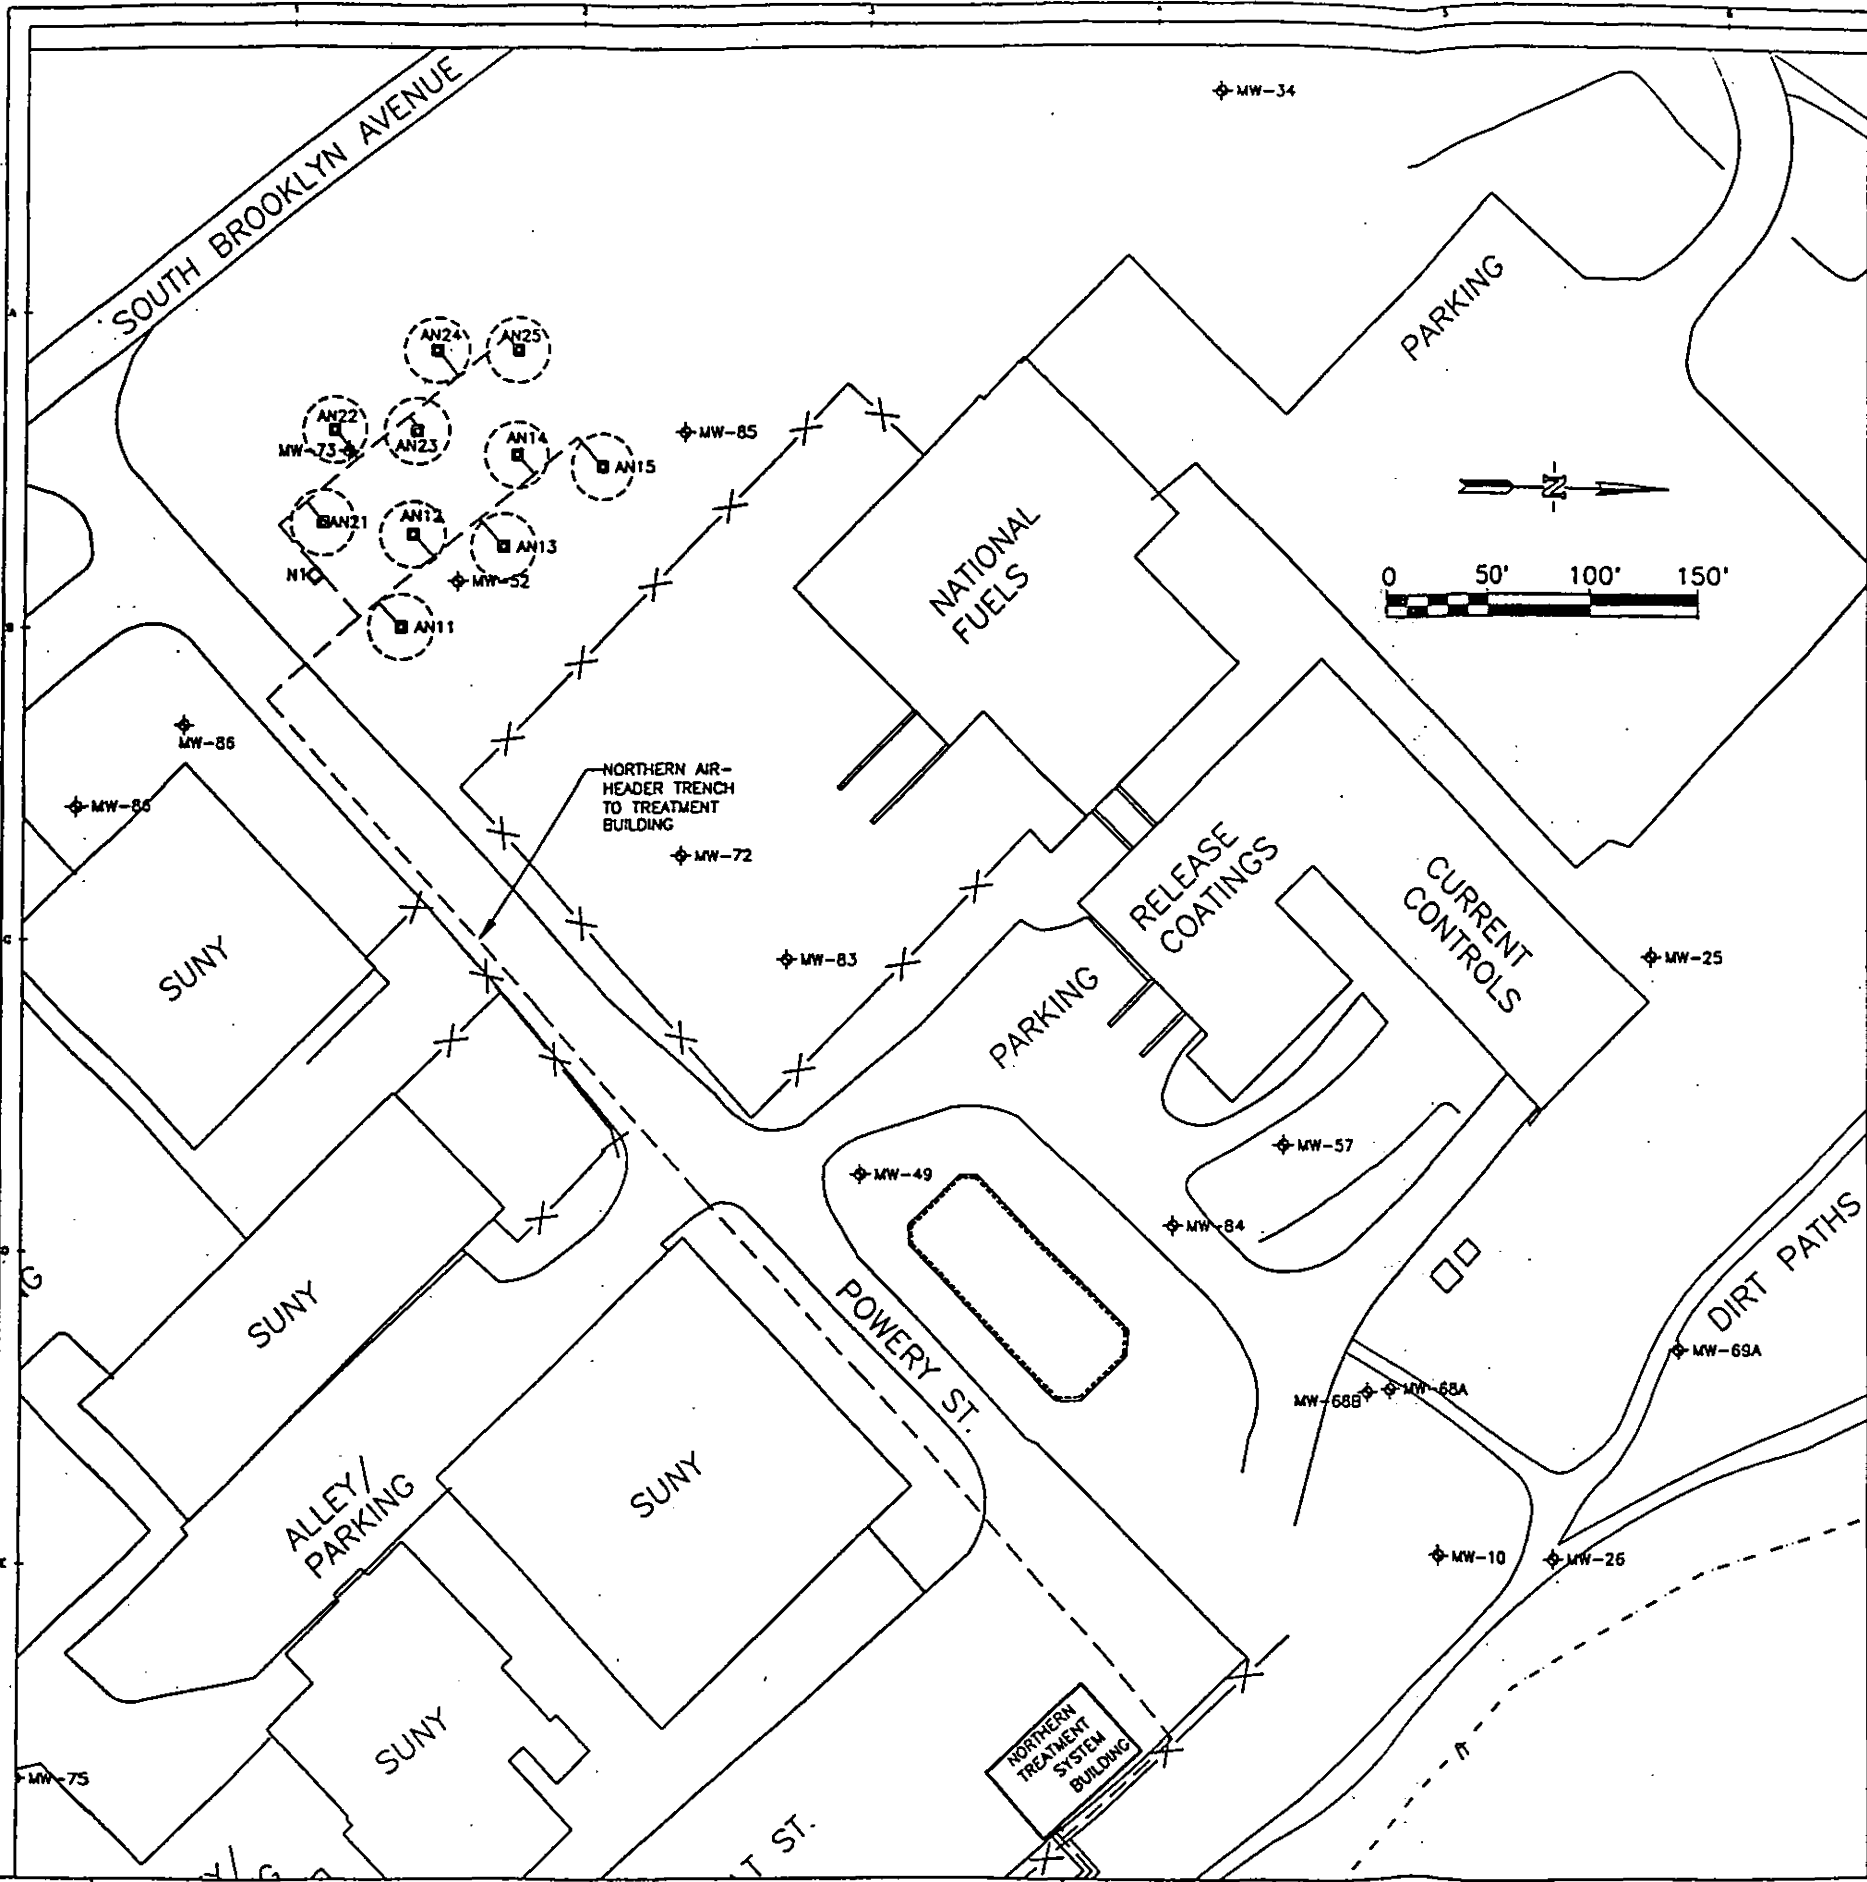 MW-34
SOUTH BROOKLYN AVENUE
PARKING
AN24
AN25
AN22
AN23
MW-73
AN14
AN15
MW-85
AN21
AN12
AN13
N1
MW-52
AN11
N
0 50' 100' 150'
NATIONAL
FUELS
MW-86
MW-86
NORTHERN AIR-
HEADER TRENCH
TO TREATMENT
BUILDING
MW-72
MW-83
RELEASE
COATINGS
CURRENT
CONTROLS
MW-25
SUNY
PARKING
MW-57
MW-49
MW-84
DIRT PATHS
MW-69A
MW-68B
MW-68A
SUNY
POWERY ST.
ALLEY/
PARKING
SUNY
MW-10
MW-26
SUNY
NORTHERN
TREATMENT
SYSTEM
BUILDING
MW-75
ST.